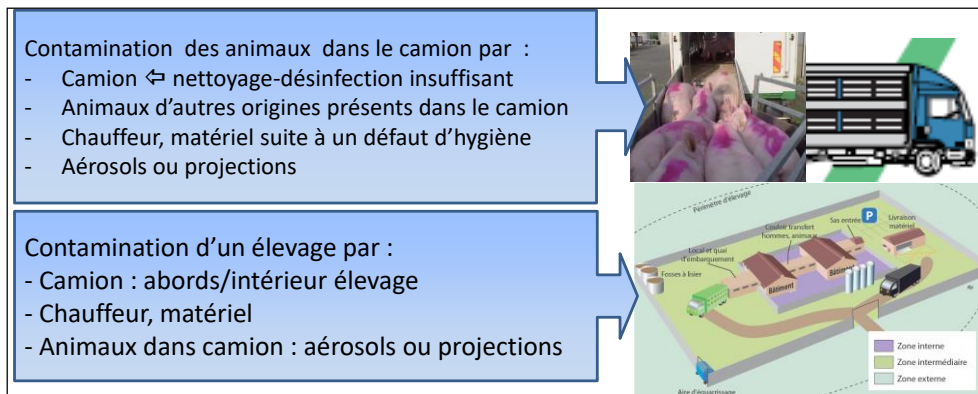 Contamination des animaux dans le camion par :
- Camion ⇦ nettoyage-désinfection insuffisant
- Animaux d'autres origines présents dans le camion
- Chauffeur, matériel suite à un défaut d'hygiène
- Aérosols ou projections
Contamination d'un élevage par :
- Camion : abords/intérieur élevage
- Chauffeur, matériel
- Animaux dans camion : aérosols ou projections
Périmètre d'élevage
Sas entrée
P
Livraison
matériel
Couloir transfert
hommes, animaux
Local et quai
d'embarquement
Fosses à lisier
Bâtiment
Bâtiment
Aire d'équarrissage
Zone interne
Zone intermédiaire
Zone externe